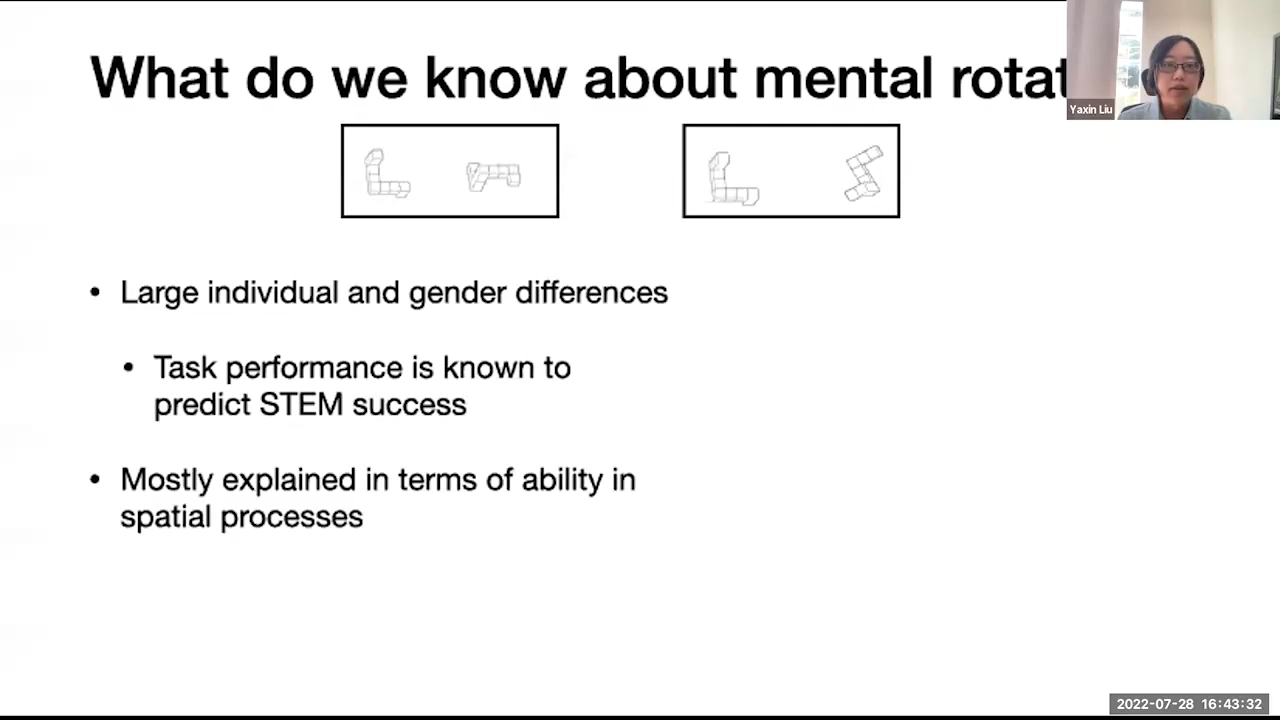 What do we know about mental rotat
Yaxin Liu
• Large individual and gender differences
• Task performance is known to
predict STEM success
• Mostly explained in terms of ability in
spatial processes
2022-07-28 16:43:32